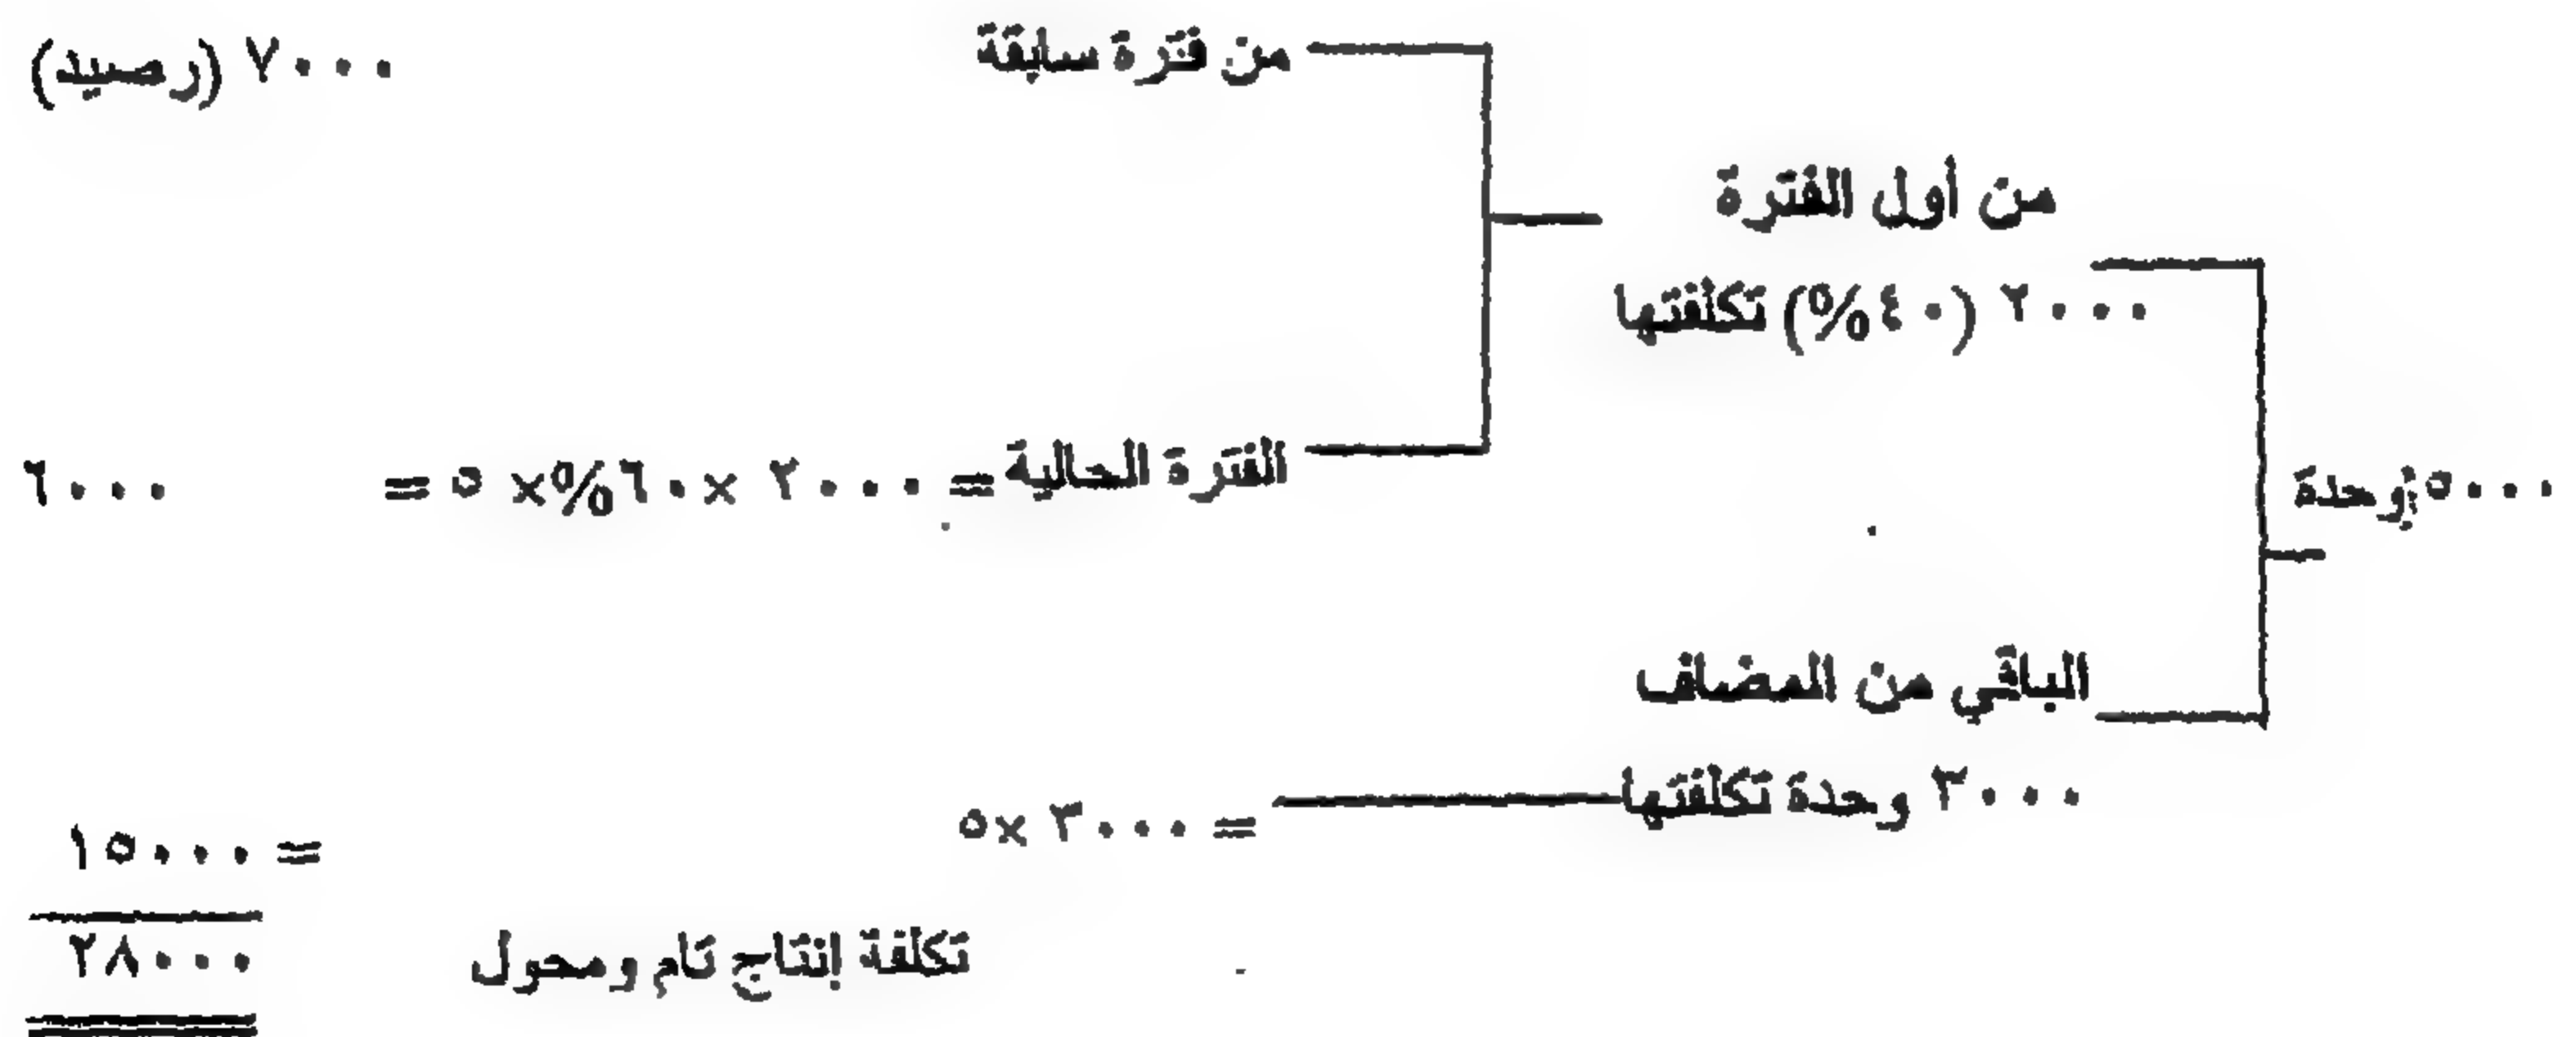 من فترة سابقة ٧٠٠٠ (رصيد)
من أول الفترة
٢٠٠٠ (٤٠%) تكلفتها
٥٠٠٠ وحدة
الفترة الحالية = ٢٠٠٠ × ٦٠% × ٥ = ٦٠٠٠
الباقي من المضاف
٣٠٠٠ وحدة تكلفتها
= ٣٠٠٠ × ٥ = ١٥٠٠٠
تكلفة إنتاج تام ومحول ٢٨٠٠٠